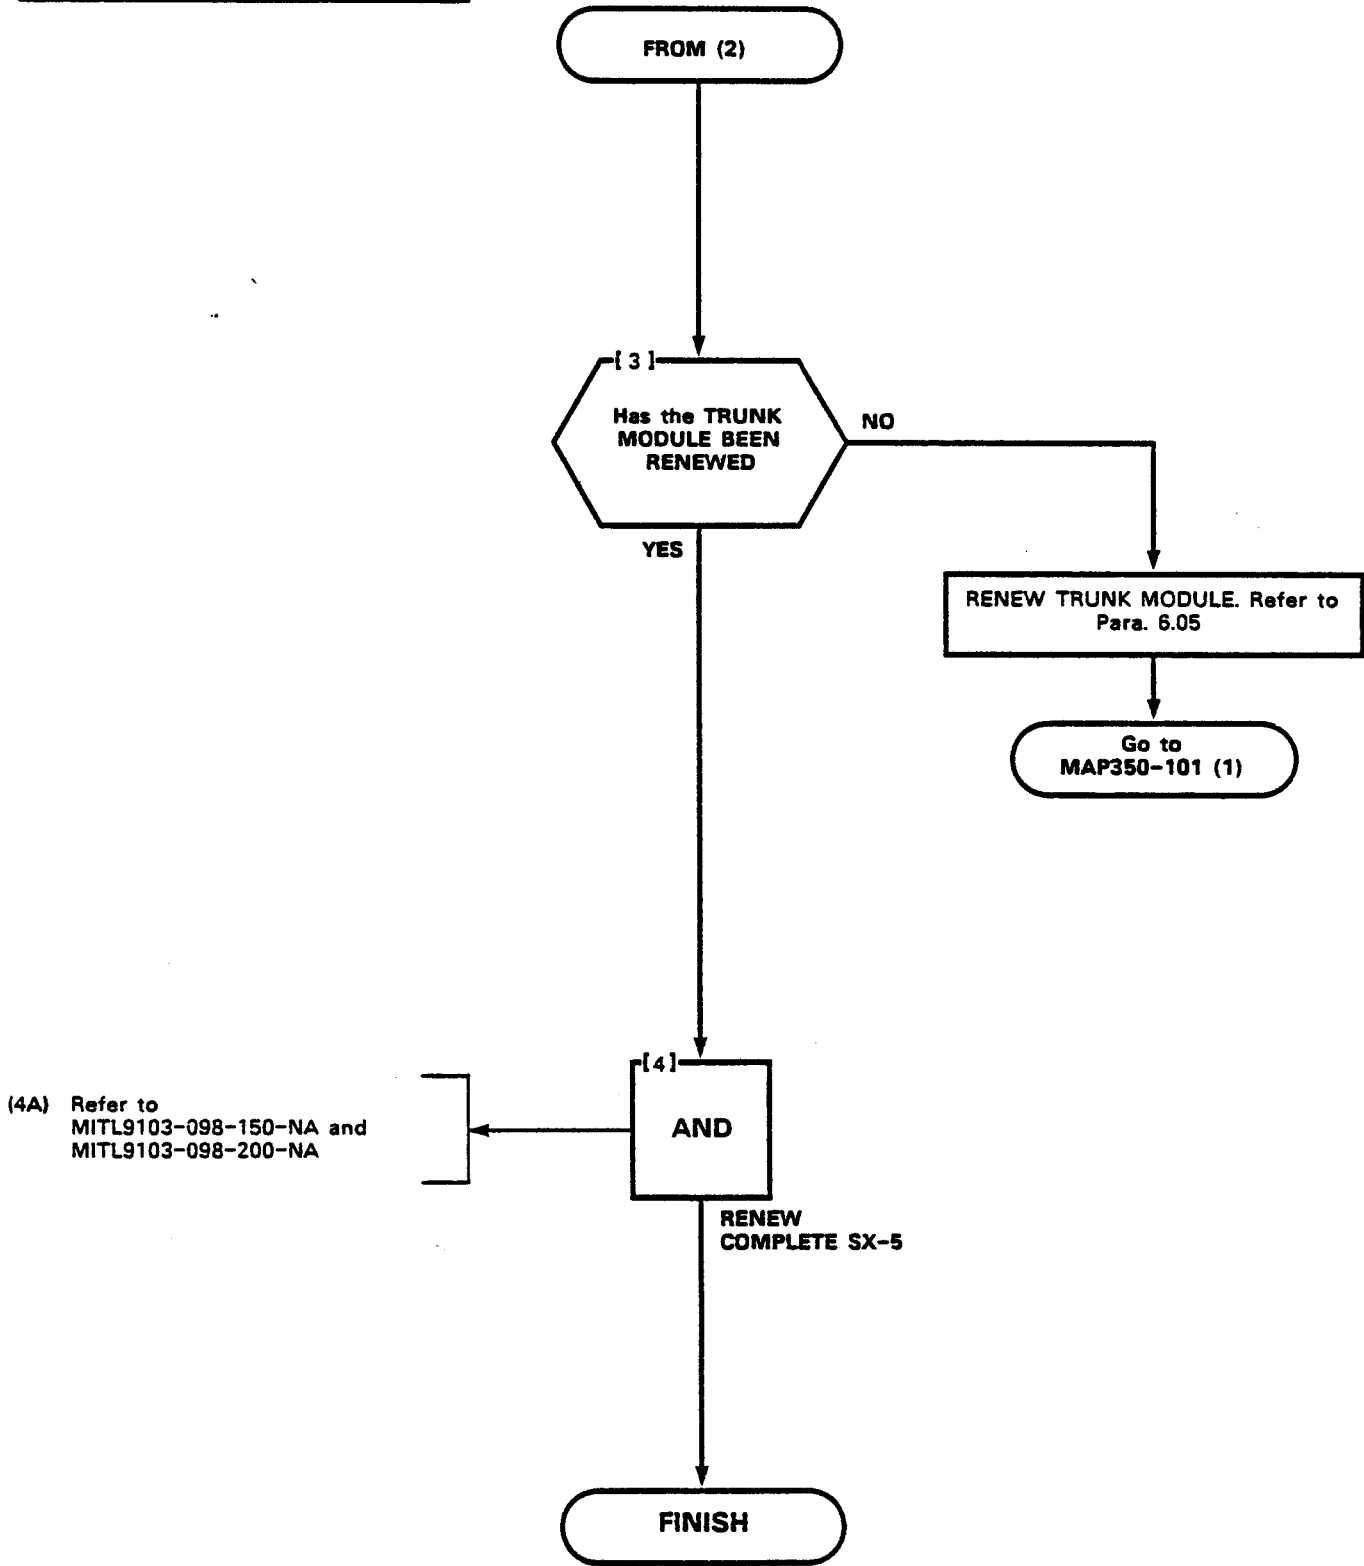 FROM (2)
[ 3 ]
Has the TRUNK
MODULE BEEN
RENEWED
NO
YES
RENEW TRUNK MODULE. Refer to
Para. 6.05
Go to
MAP350-101 (1)
[4]
AND
(4A) Refer to
MITL9103-098-150-NA and
MITL9103-098-200-NA
RENEW
COMPLETE SX-5
FINISH